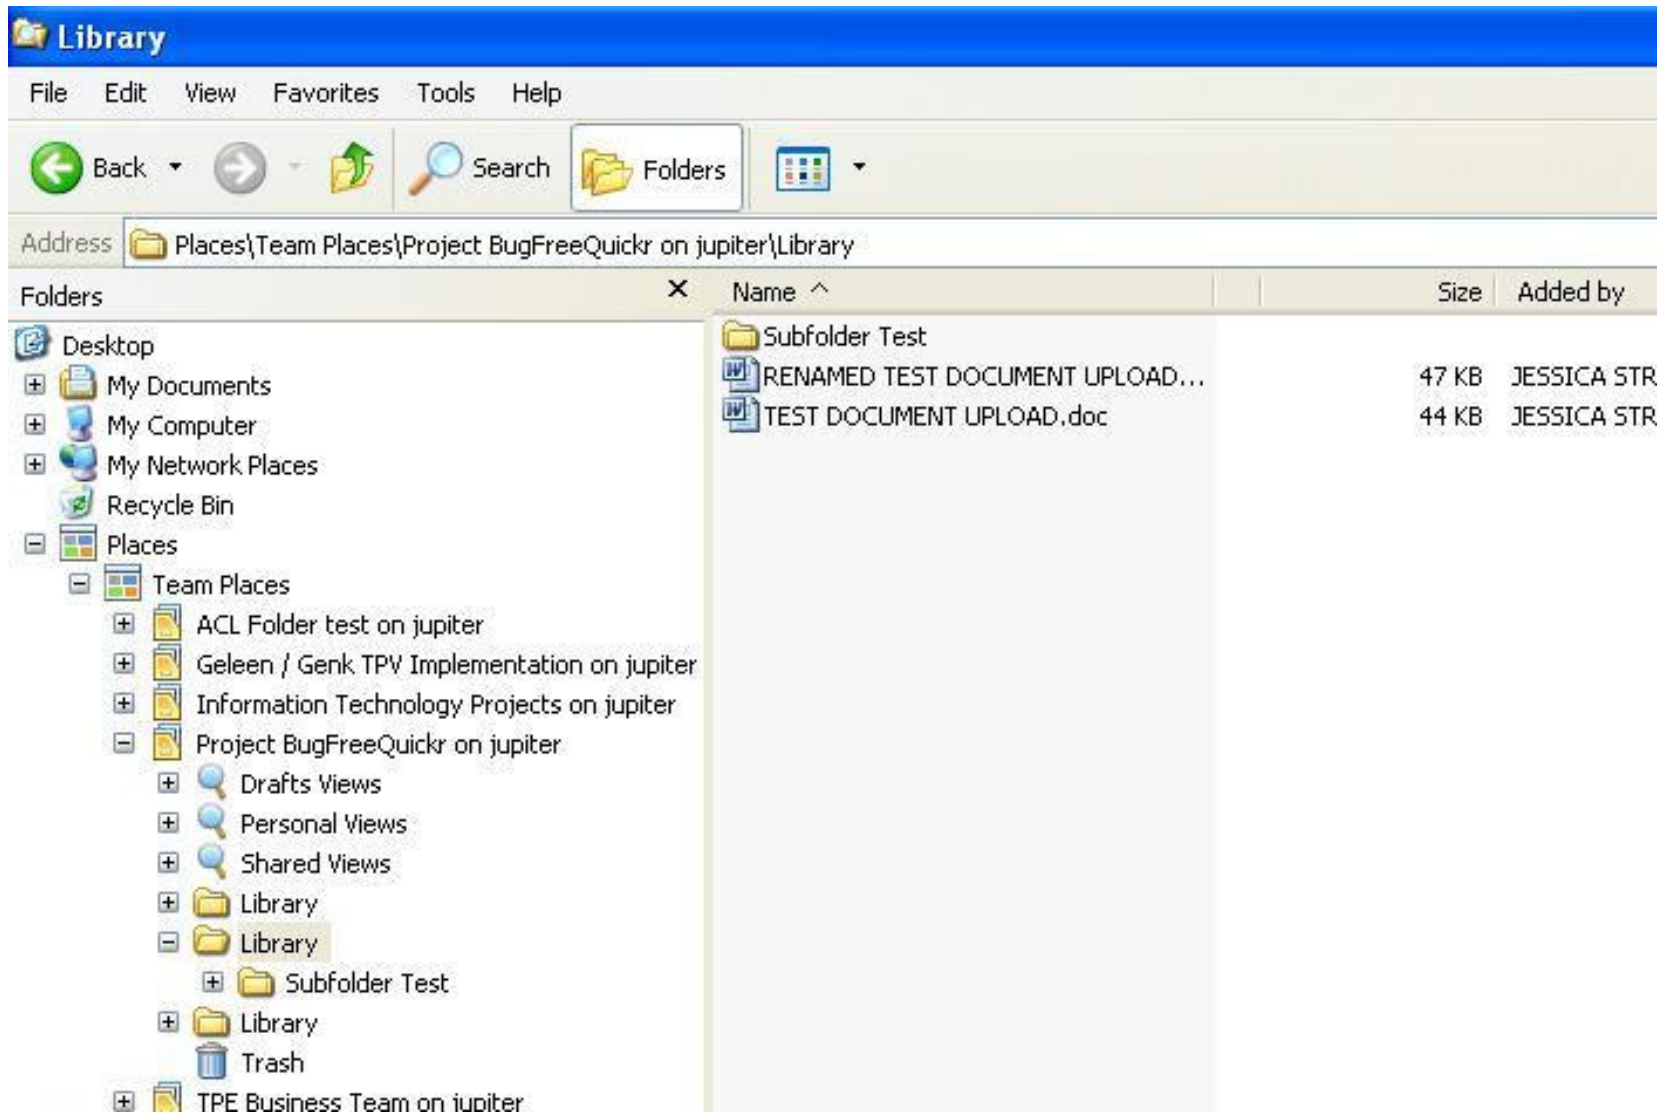 Library
File Edit View Favorites Tools Help
Back Search Folders
Address Places\Team Places\Project BugFreeQuickr on jupiter\Library
Folders
Name Size Added by
Desktop
My Documents
My Computer
My Network Places
Recycle Bin
Places
Team Places
ACL Folder test on jupiter
Geleen / Genk TPV Implementation on jupiter
Information Technology Projects on jupiter
Project BugFreeQuickr on jupiter
Drafts Views
Personal Views
Shared Views
Library
Library
Subfolder Test
Library
Trash
TPE Business Team on jupiter
Subfolder Test
RENAMED TEST DOCUMENT UPLOAD... 47 KB JESSICA STR
TEST DOCUMENT UPLOAD.doc 44 KB JESSICA STR